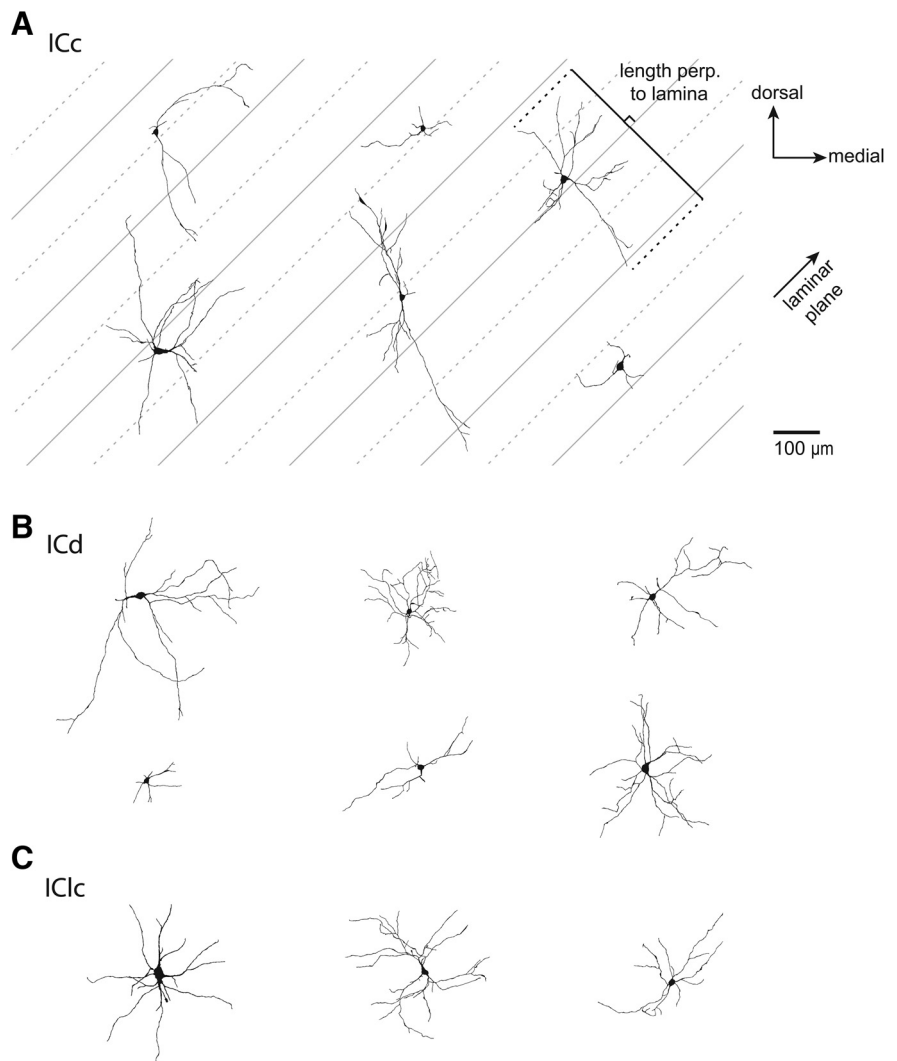 A
ICc
length perp.
to lamina
dorsal
medial
laminar
plane
100 µm
B
ICd
C
IClc